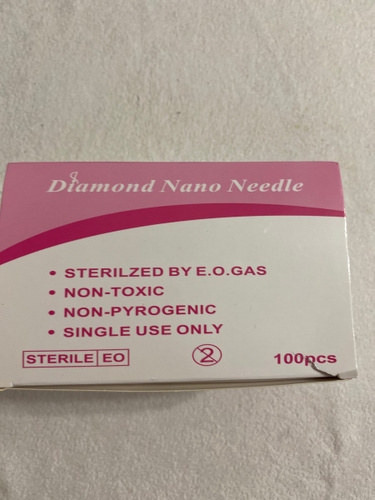 Diamond Nano Needle
• STERILZED BY E.O.GAS
• NON-TOXIC
• NON-PYROGENIC
• SINGLE USE ONLY
STERILE EO
2
100pcs